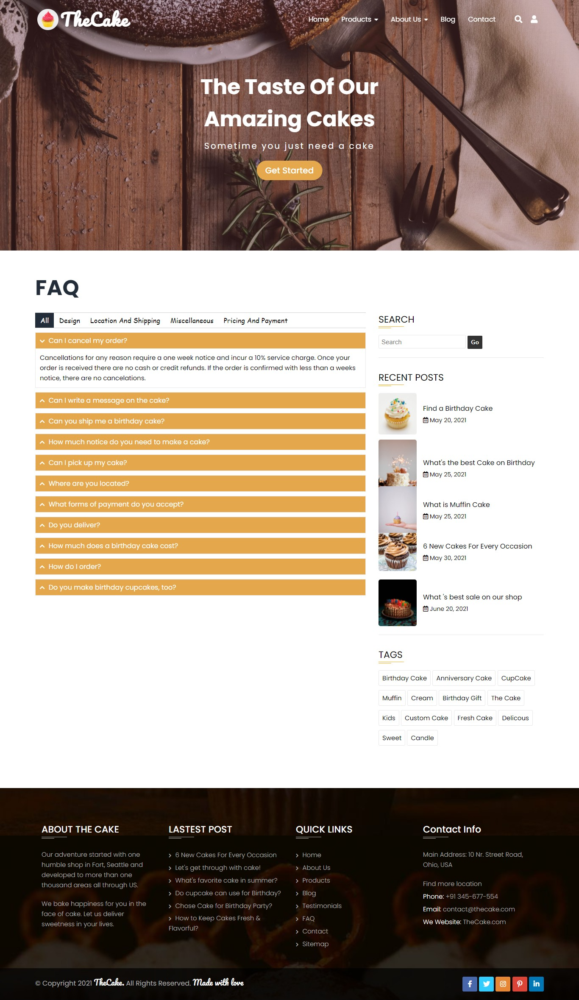 TheCake
Home Products About Us Blog Contact
The Taste Of Our
Amazing Cakes
Sometime you just need a cake
Get Started
FAQ
All Design Location And Shipping Miscellaneous Pricing And Payment
Can I cancel my order?
Cancellations for any reason require a one week notice and incur a 10% service charge. Once your
order is received there are no cash or credit refunds. If the order is confirmed with less than a weeks
notice, there are no cancelations.
Can I write a message on the cake?
Can you ship me a birthday cake?
How much notice do you need to make a cake?
Can I pick up my cake?
Where are you located?
What forms of payment do you accept?
Do you deliver?
How much does a birthday cake cost?
How do I order?
Do you make birthday cupcakes, too?
SEARCH
Search Go
RECENT POSTS
Find a Birthday Cake
May 20, 2021
What's the best Cake on Birthday
May 25, 2021
What is Muffin Cake
May 25, 2021
6 New Cakes For Every Occasion
May 30, 2021
What 's best sale on our shop
June 20, 2021
TAGS
Birthday Cake Anniversary Cake CupCake
Muffin Cream Birthday Gift The Cake
Kids Custom Cake Fresh Cake Delicous
Sweet Candle
ABOUT THE CAKE
Our adventure started with one
humble shop in Fort, Seattle and
developed to more than one
thousand areas all through US.
We bake happiness for you in the
face of cake. Let us deliver
sweetness in your lives.
LASTEST POST
6 New Cakes For Every Occasion
Let's get through with cake!
What's favorite cake in summer?
Do cupcake can use for Birthday?
Chose Cake for Birthday Party?
How to Keep Cakes Fresh &
Flavorful?
QUICK LINKS
Home
About Us
Products
Blog
Testimonials
FAQ
Contact
Sitemap
Contact Info
Main Address: 10 Nr. Street Road,
Ohio, USA
Find more location
Phone: +91 345-677-554
Email: contact@thecake.com
We Website: TheCake.com
© Copyright 2021 TheCake. All Rights Reserved. Made with love